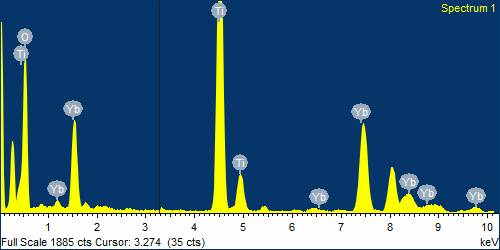 Spectrum 1
Ti
O
Ti
Yb
Yb
Ti
Yb
Yb
Yb
Yb
Yb
1 2 3 4 5 6 7 8 9 10
Full Scale 1885 cts Cursor: 3.274 (35 cts) keV